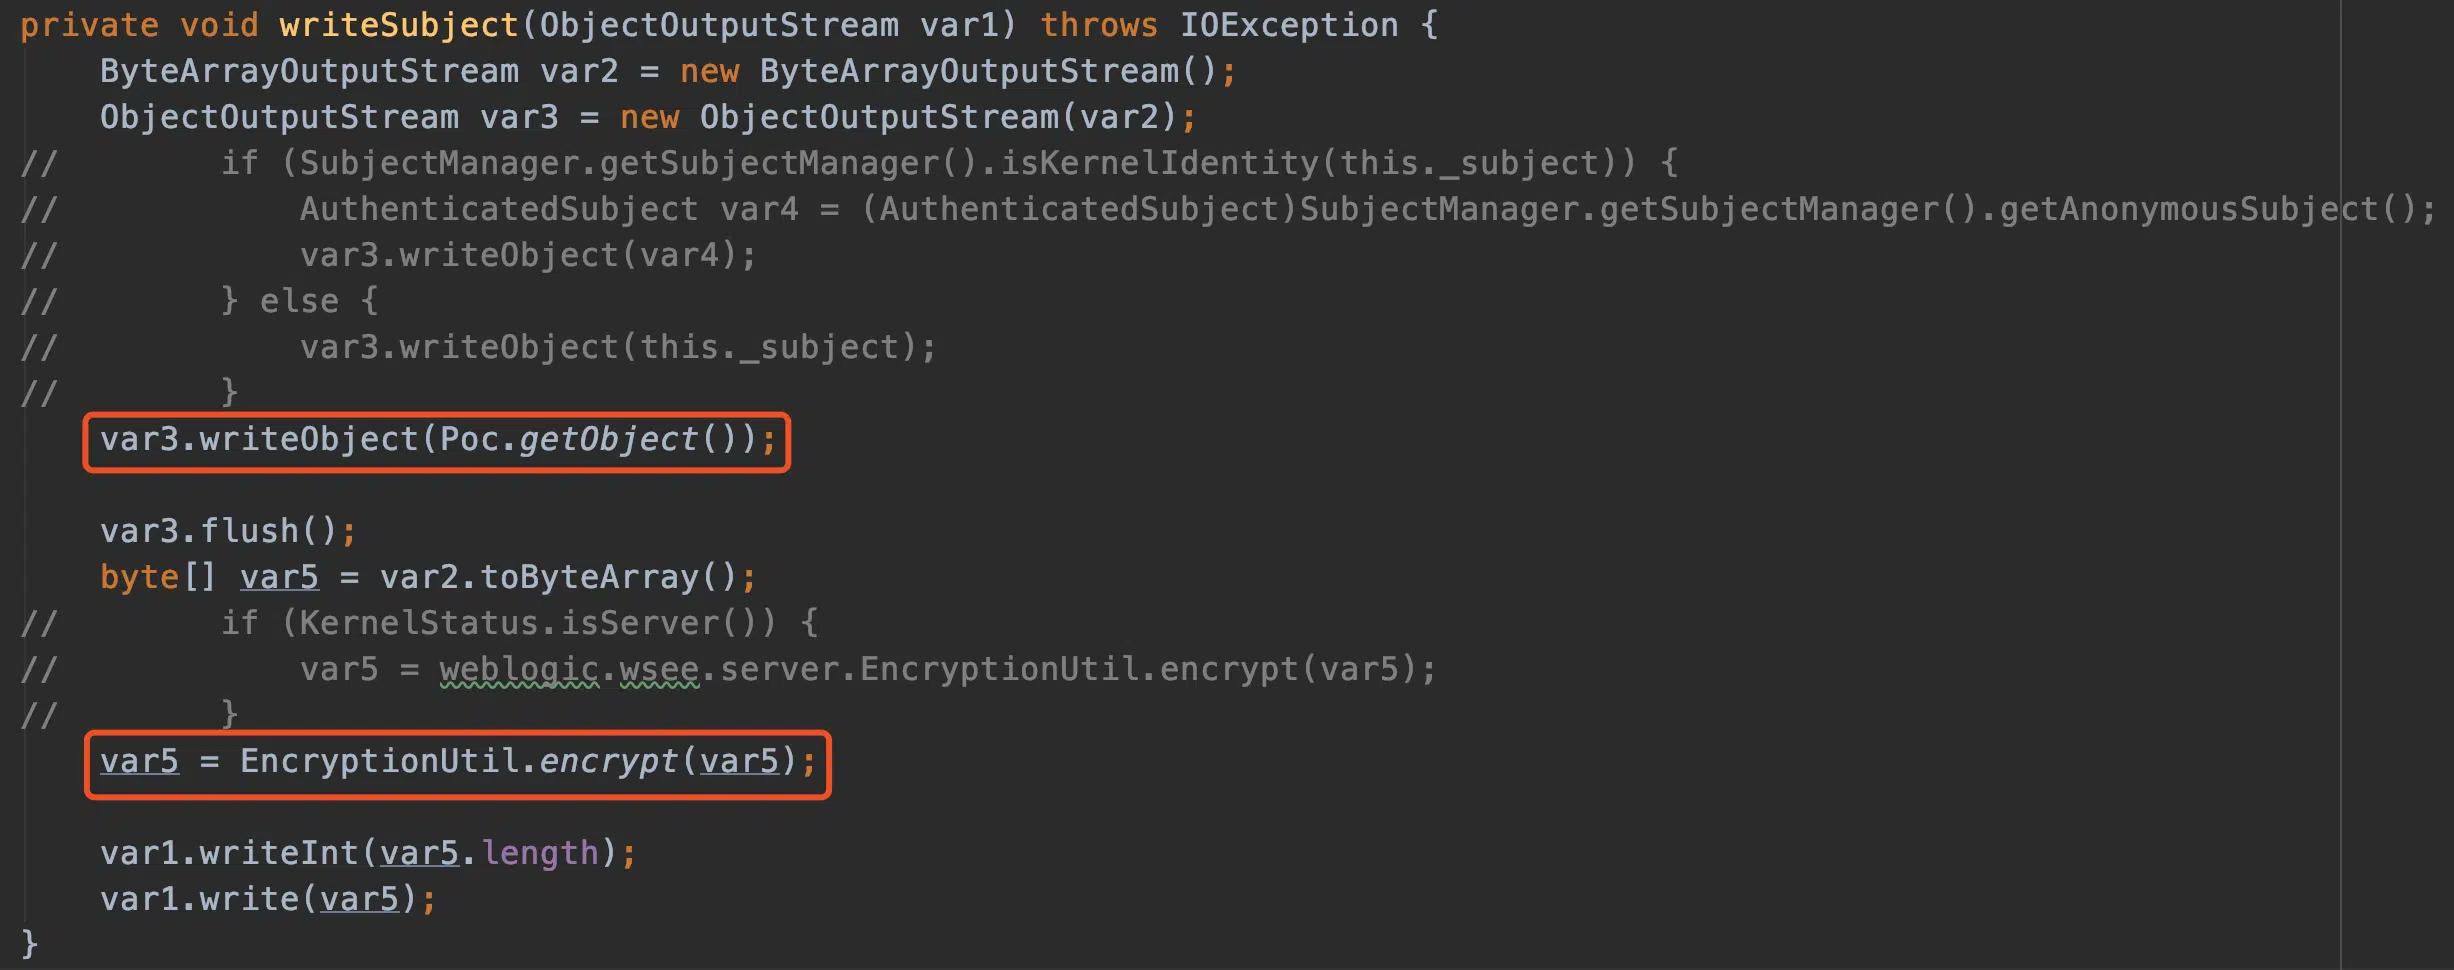 private void writeSubject(ObjectOutputStream var1) throws IOException {
    ByteArrayOutputStream var2 = new ByteArrayOutputStream();
    ObjectOutputStream var3 = new ObjectOutputStream(var2);
//        if (SubjectManager.getSubjectManager().isKernelIdentity(this._subject)) {
//            AuthenticatedSubject var4 = (AuthenticatedSubject)SubjectManager.getSubjectManager().getAnonymousSubject();
//            var3.writeObject(var4);
//        } else {
//            var3.writeObject(this._subject);
//        }
    var3.writeObject(Poc.getObject());
    var3.flush();
    byte[] var5 = var2.toByteArray();
//        if (KernelStatus.isServer()) {
//            var5 = weblogic.wsee.server.EncryptionUtil.encrypt(var5);
//        }
    var5 = EncryptionUtil.encrypt(var5);
    var1.writeInt(var5.length);
    var1.write(var5);
}